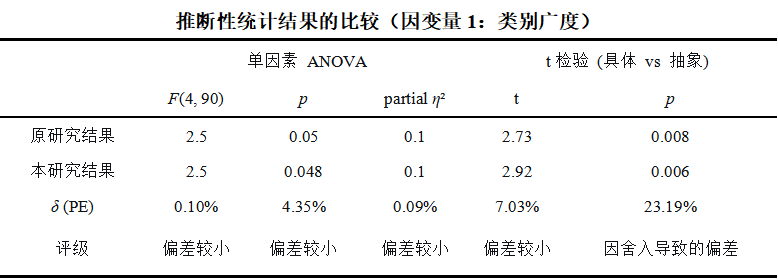 推断性统计结果的比较（因变量1：类别广度）
单因素 ANOVA t检验 (具体 vs 抽象)
F(4, 90) p partial η² t p
原研究结果 2.5 0.05 0.1 2.73 0.008
本研究结果 2.5 0.048 0.1 2.92 0.006
δ (PE) 0.10% 4.35% 0.09% 7.03% 23.19%
评级 偏差较小 偏差较小 偏差较小 偏差较小 因舍入导致的偏差